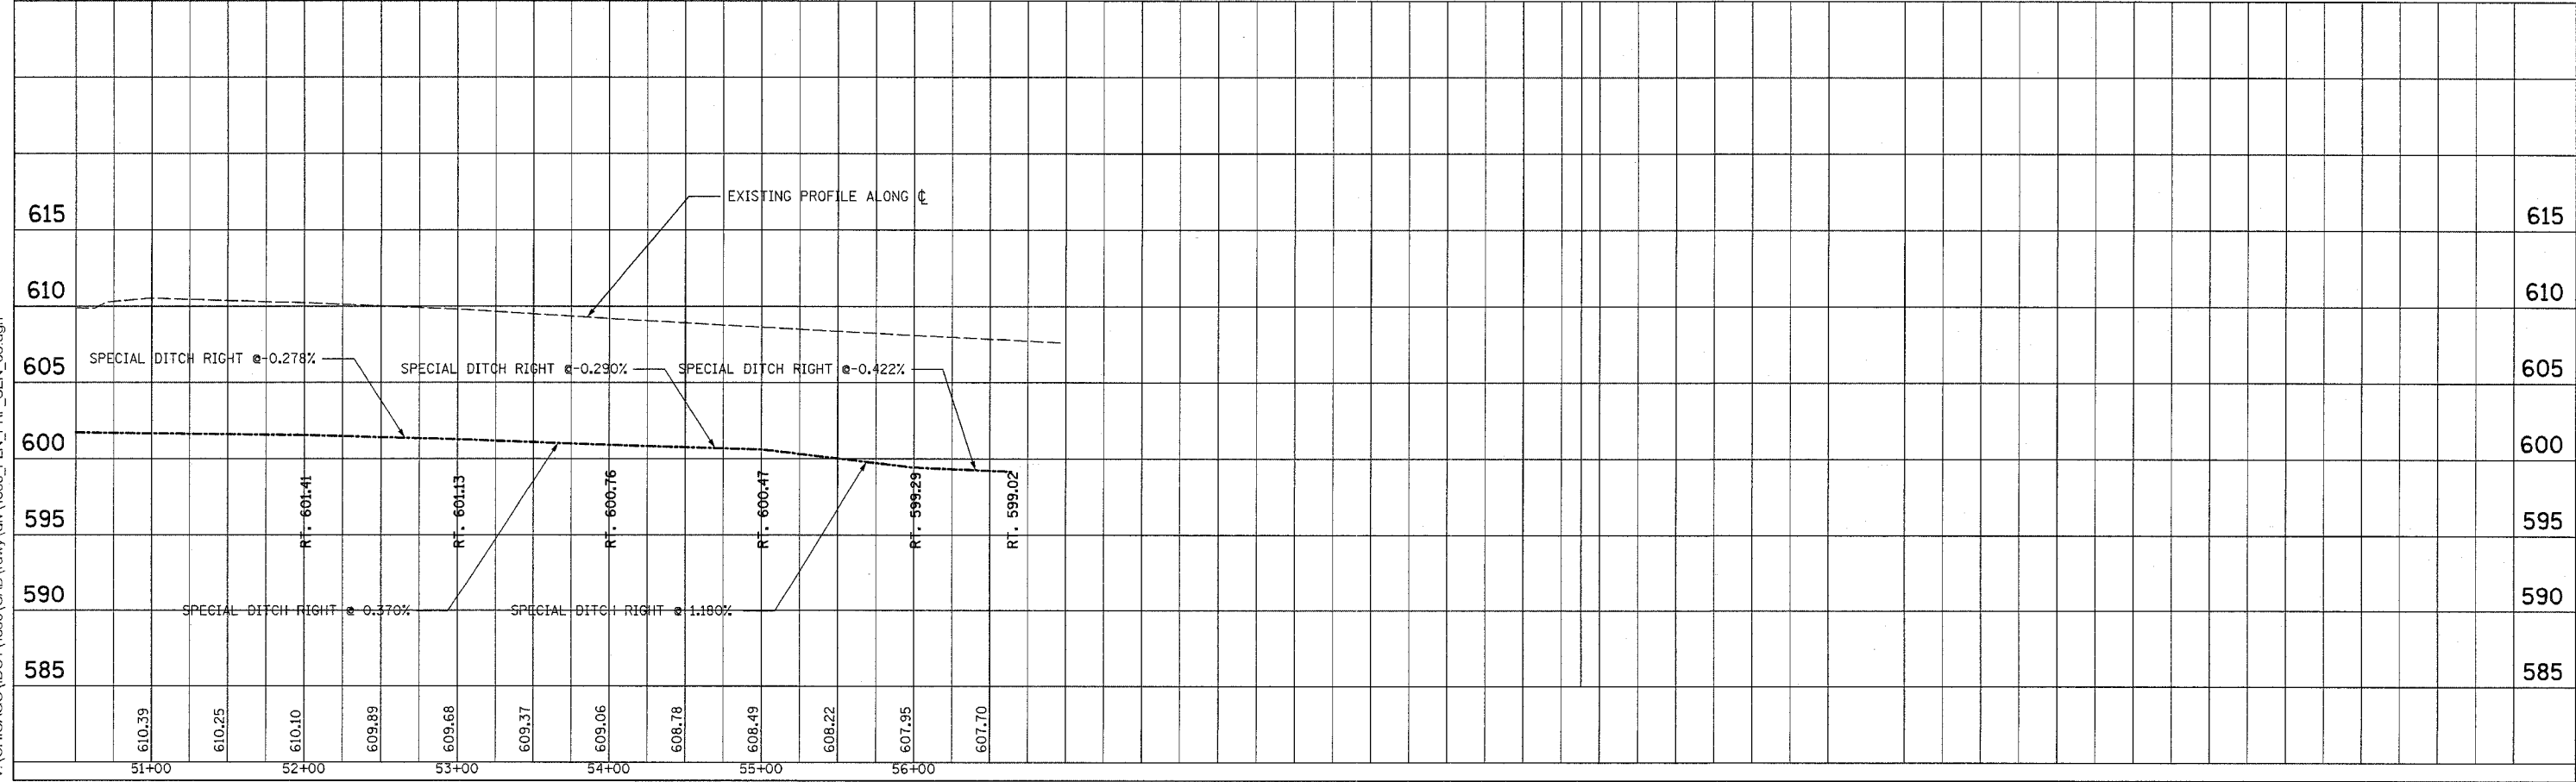 EXISTING PROFILE ALONG ℄
615 615
610 610
SPECIAL DITCH RIGHT @-0.278%
SPECIAL DITCH RIGHT @-0.290%
SPECIAL DITCH RIGHT @-0.422%
605 605
600 600
RT. 601.41
RT. 601.13
RT. 600.76
RT. 600.47
RT. 599.29
RT. 599.02
595 595
590 590
SPECIAL DITCH RIGHT @ 0.370%
SPECIAL DITCH RIGHT @ 1.180%
585 585
610.39
610.25
610.10
609.89
609.68
609.37
609.06
608.78
608.49
608.22
607.95
607.70
51+00 52+00 53+00 54+00 55+00 56+00